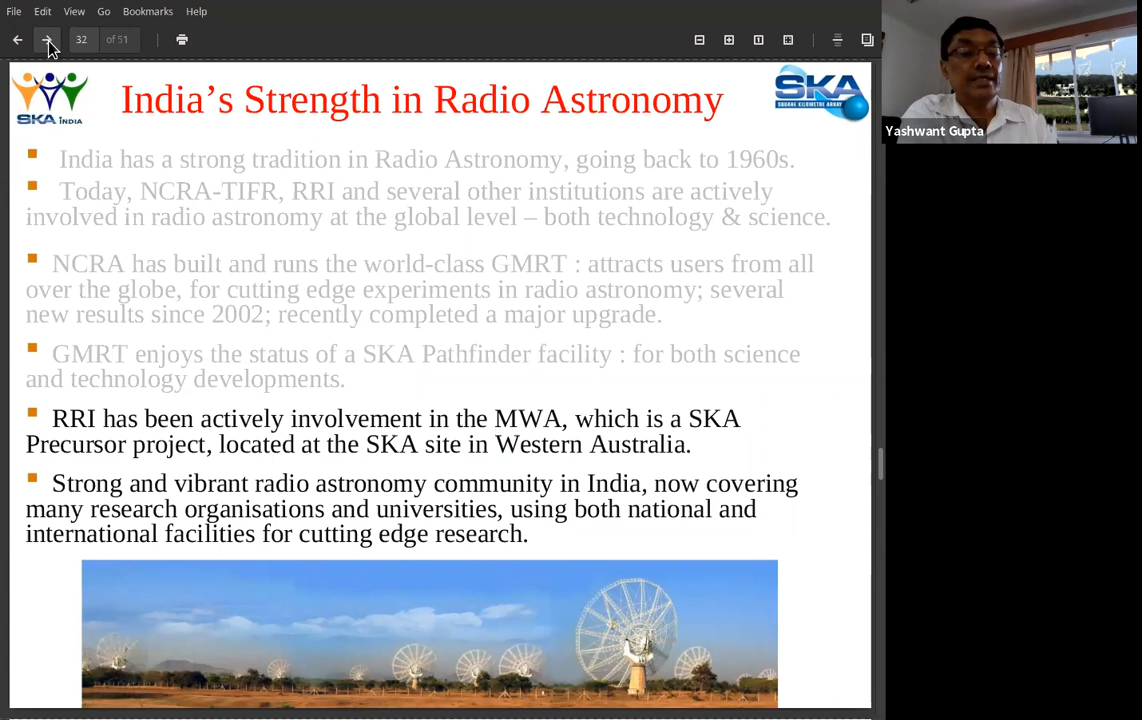 File Edit View Go Bookmarks Help
32 of 51
SKA INDIA
India's Strength in Radio Astronomy
SKA
SQUARE KILOMETRE ARRAY
India has a strong tradition in Radio Astronomy, going back to 1960s.
Today, NCRA-TIFR, RRI and several other institutions are actively
involved in radio astronomy at the global level – both technology & science.
NCRA has built and runs the world-class GMRT : attracts users from all
over the globe, for cutting edge experiments in radio astronomy; several
new results since 2002; recently completed a major upgrade.
GMRT enjoys the status of a SKA Pathfinder facility : for both science
and technology developments.
RRI has been actively involvement in the MWA, which is a SKA
Precursor project, located at the SKA site in Western Australia.
Strong and vibrant radio astronomy community in India, now covering
many research organisations and universities, using both national and
international facilities for cutting edge research.
Yashwant Gupta